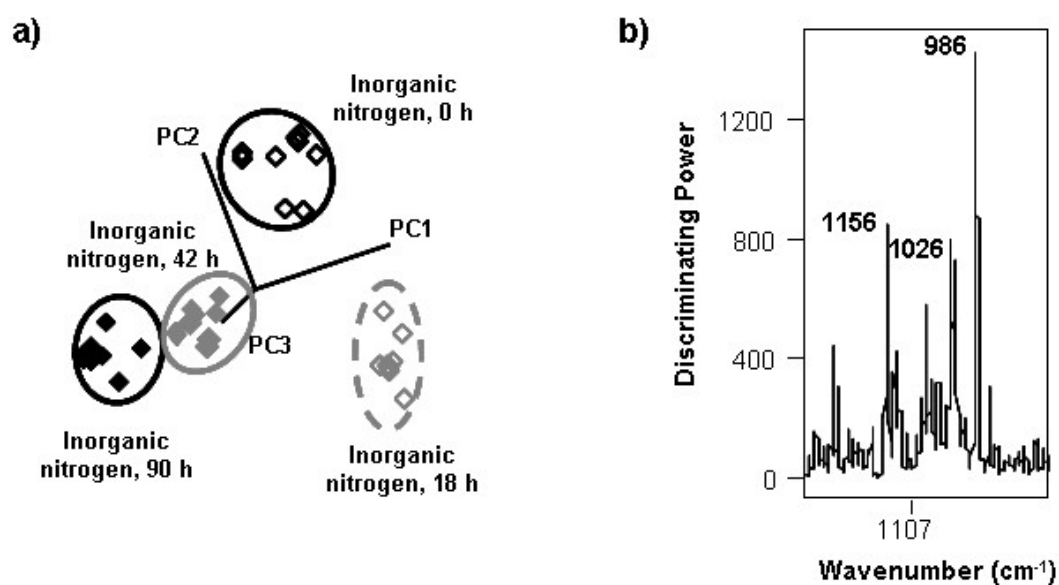 a)
Inorganic
nitrogen, 0 h
PC2
Inorganic
nitrogen, 42 h
PC1
PC3
Inorganic
nitrogen, 90 h
Inorganic
nitrogen, 18 h
b)
986
1200
1156
800
1026
400
0
Discriminating Power
1107
Wavenumber (cm⁻¹)